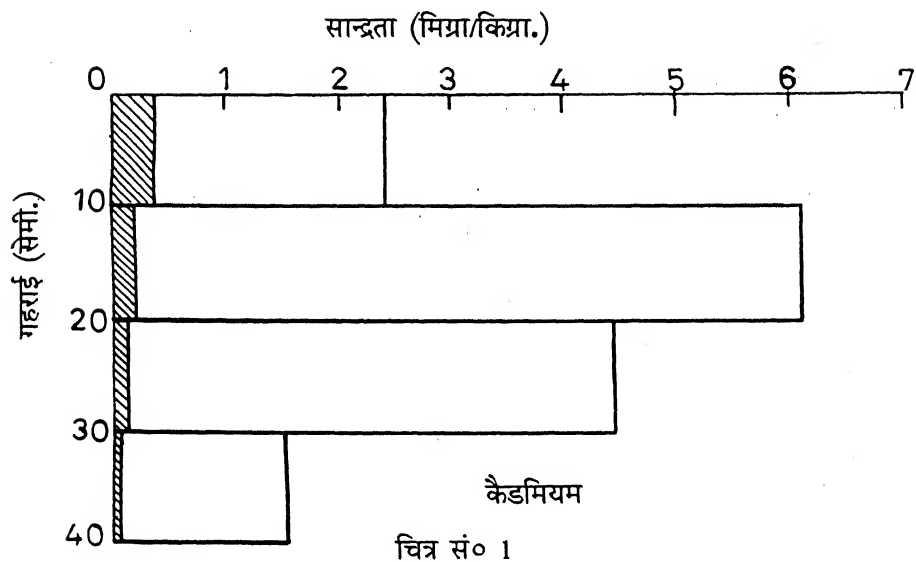 सान्द्रता (मिग्रा/किग्रा.)
0 1 2 3 4 5 6 7
गहराई (सेमी.)
10
20
30
40
कैडमियम
चित्र सं० 1